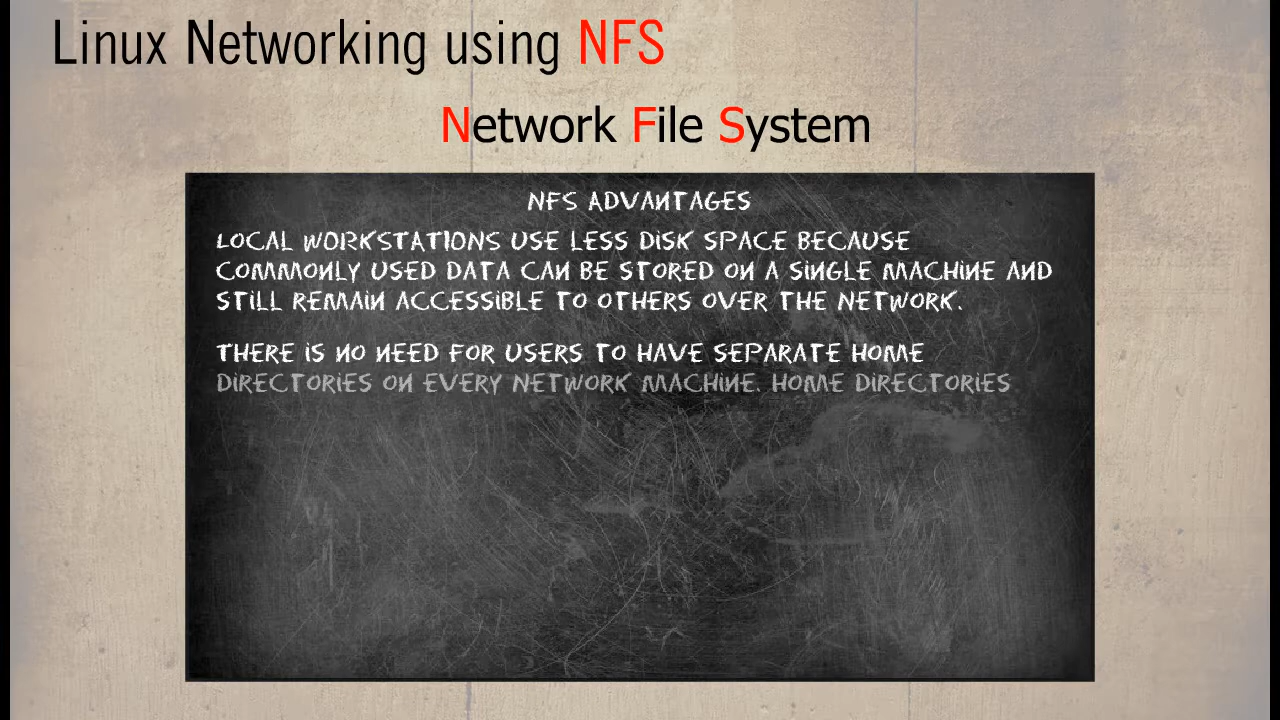 Linux Networking using NFS
Network File System
NFS ADVANTAGES
LOCAL WORKSTATIONS USE LESS DISK SPACE BECAUSE
COMMONLY USED DATA CAN BE STORED ON A SINGLE MACHINE AND
STILL REMAIN ACCESSIBLE TO OTHERS OVER THE NETWORK.
THERE IS NO NEED FOR USERS TO HAVE SEPARATE HOME
DIRECTORIES ON EVERY NETWORK MACHINE. HOME DIRECTORIES